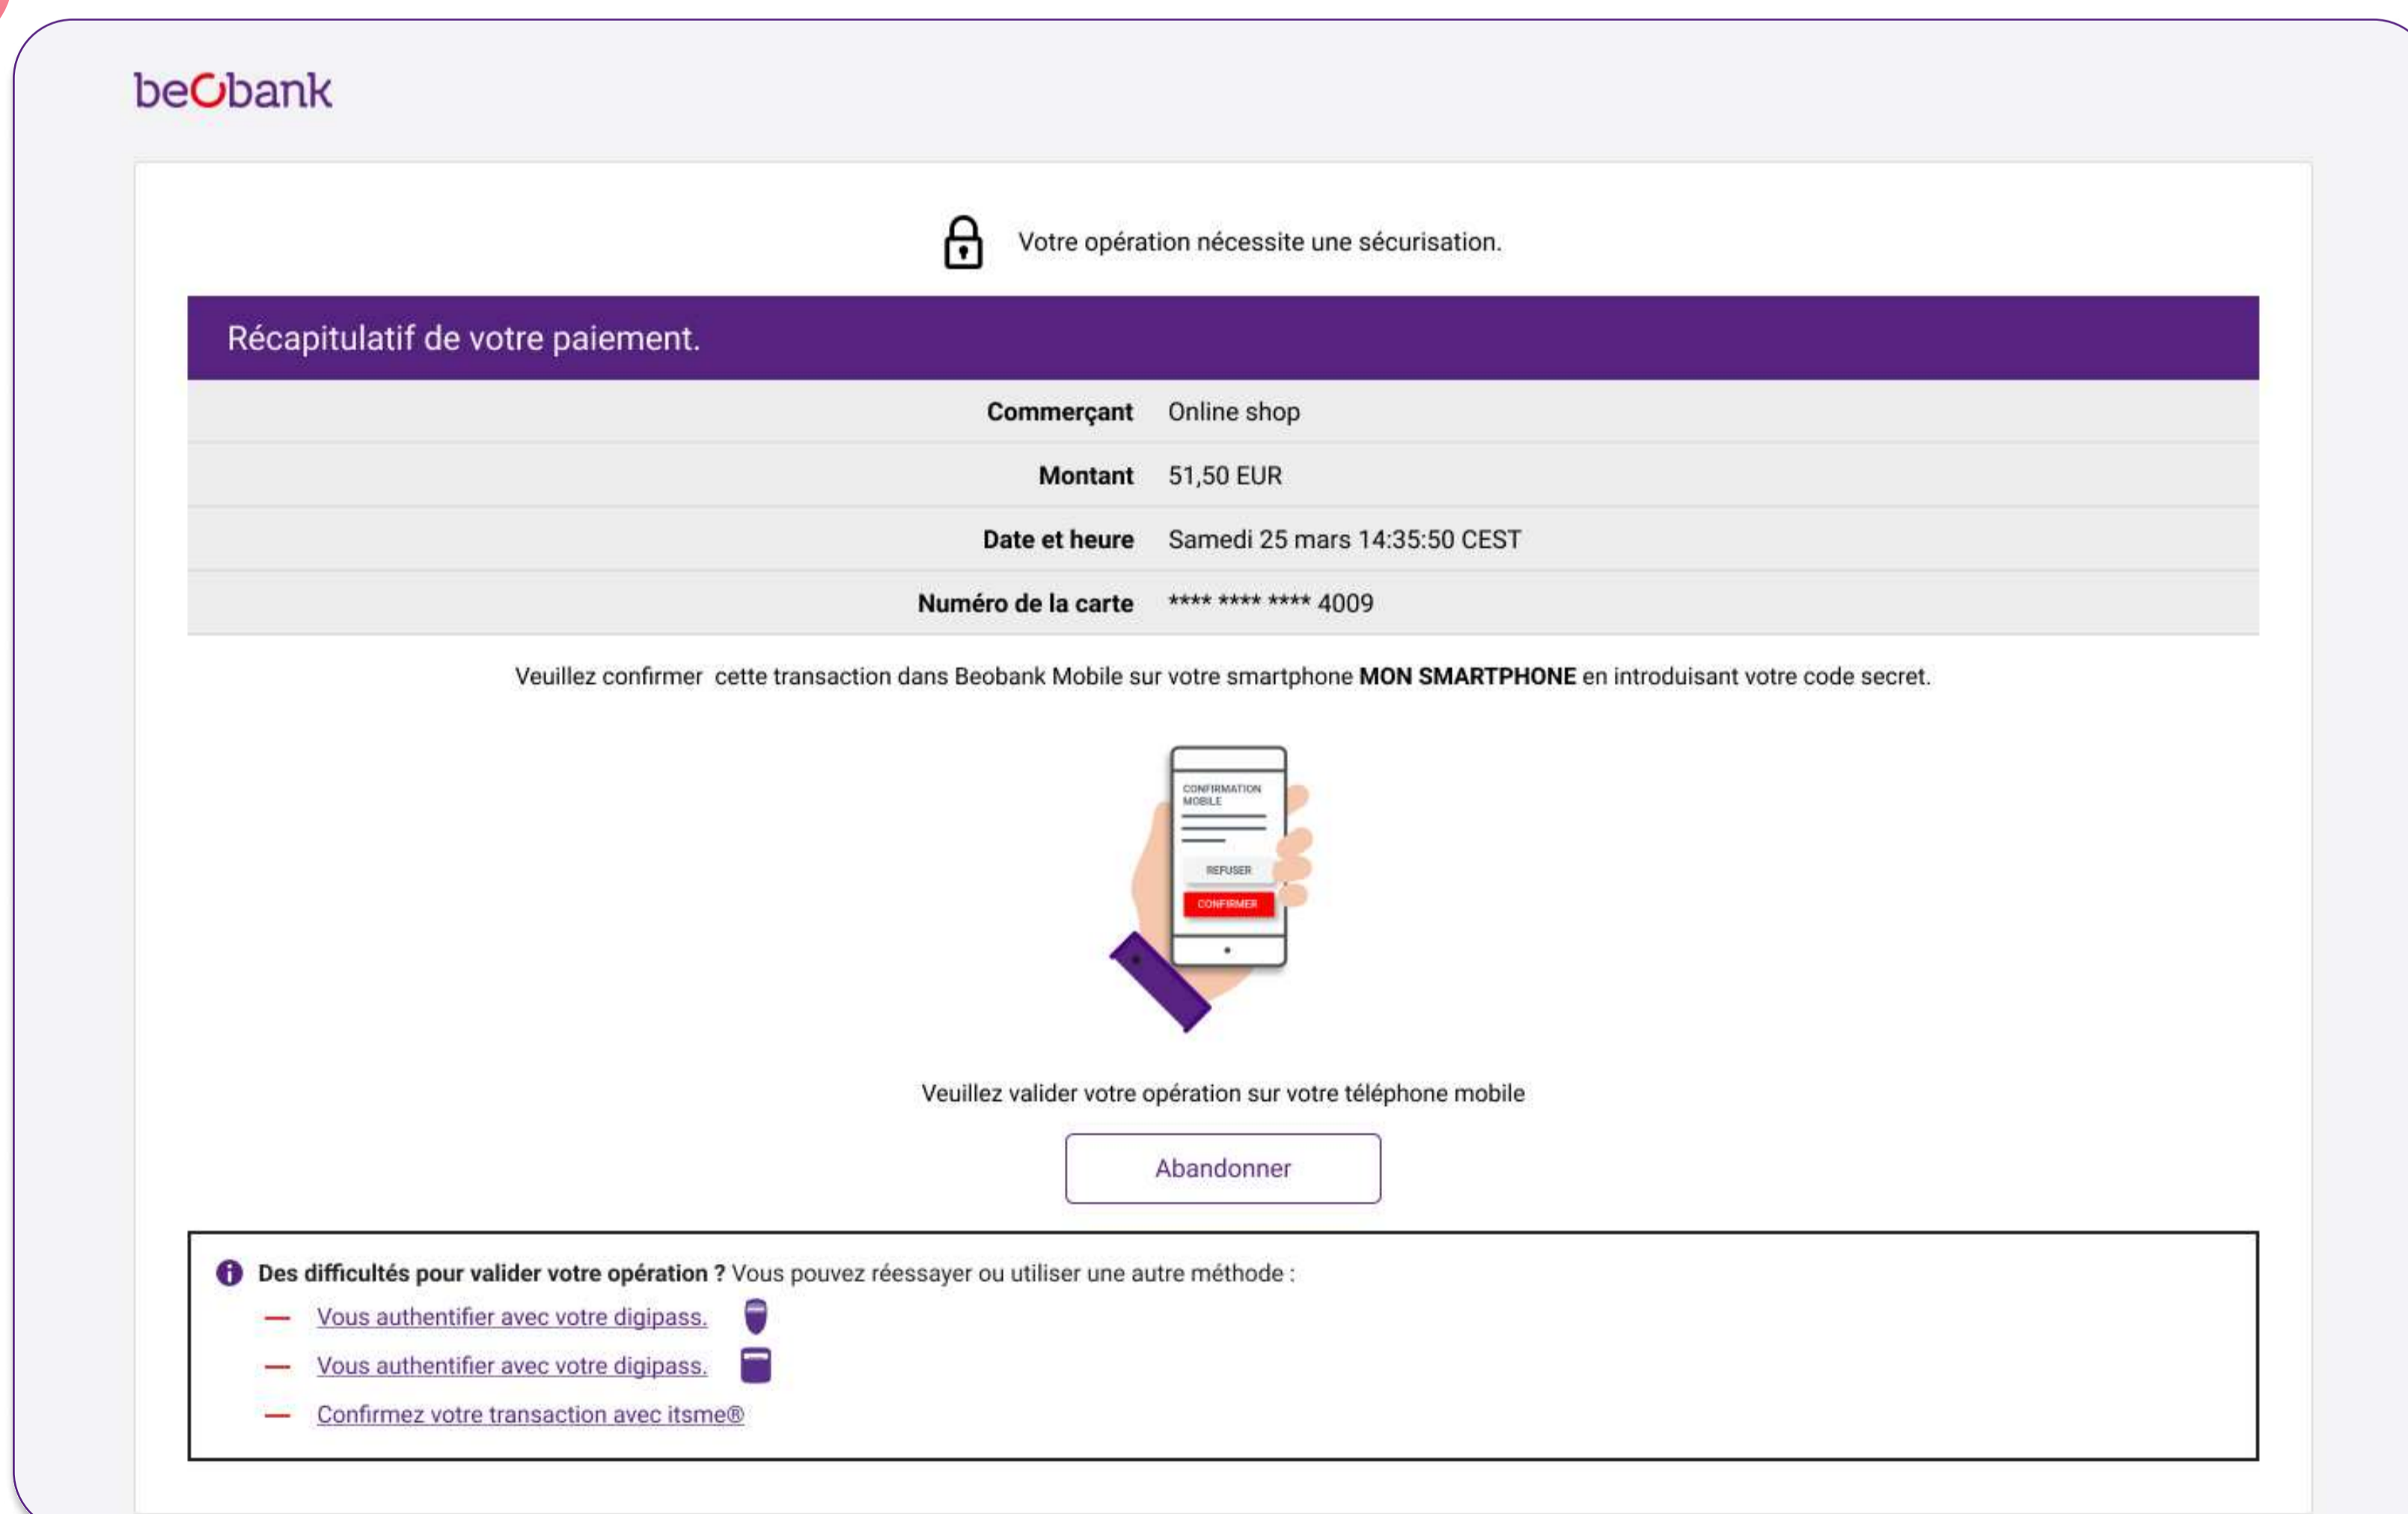 beobank
Votre opération nécessite une sécurisation.
Récapitulatif de votre paiement.
Commerçant Online shop
Montant 51,50 EUR
Date et heure Samedi 25 mars 14:35:50 CEST
Numéro de la carte **** **** **** 4009
Veuillez confirmer cette transaction dans Beobank Mobile sur votre smartphone MON SMARTPHONE en introduisant votre code secret.
CONFIRMATION
MOBILE
REFUSER
CONFIRMER
Veuillez valider votre opération sur votre téléphone mobile
Abandonner
Des difficultés pour valider votre opération ? Vous pouvez réessayer ou utiliser une autre méthode :
— Vous authentifier avec votre digipass.
— Vous authentifier avec votre digipass.
— Confirmez votre transaction avec itsme®